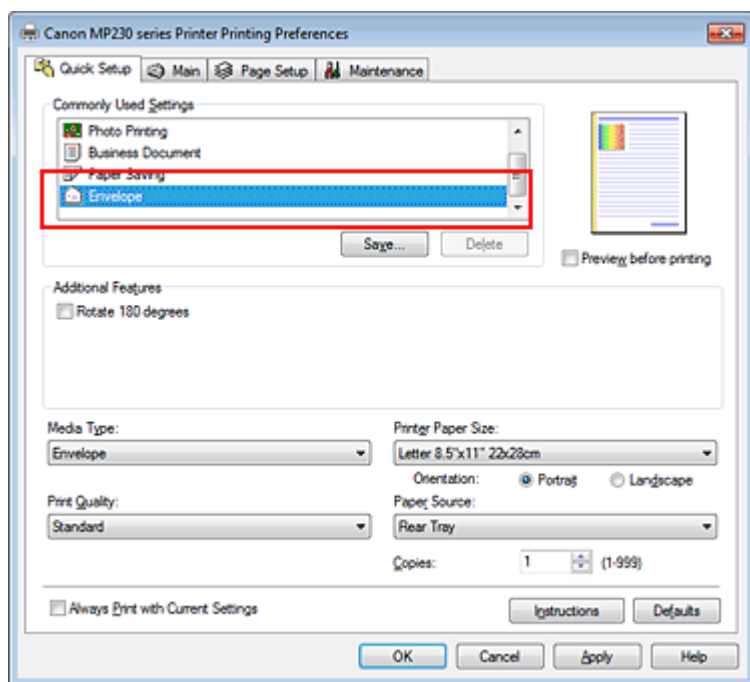 Canon MP230 series Printer Printing Preferences
Quick Setup Main Page Setup Maintenance
Commonly Used Settings
Photo Printing
Business Document
Paper Saving
Envelope
Save... Delete
Preview before printing
Additional Features
Rotate 180 degrees
Media Type: Printer Paper Size:
Envelope Letter 8.5"x11" 22x28cm
Orientation: Portrait Landscape
Print Quality: Paper Source:
Standard Rear Tray
Copies: 1 (1-999)
Always Print with Current Settings Instructions Defaults
OK Cancel Apply Help